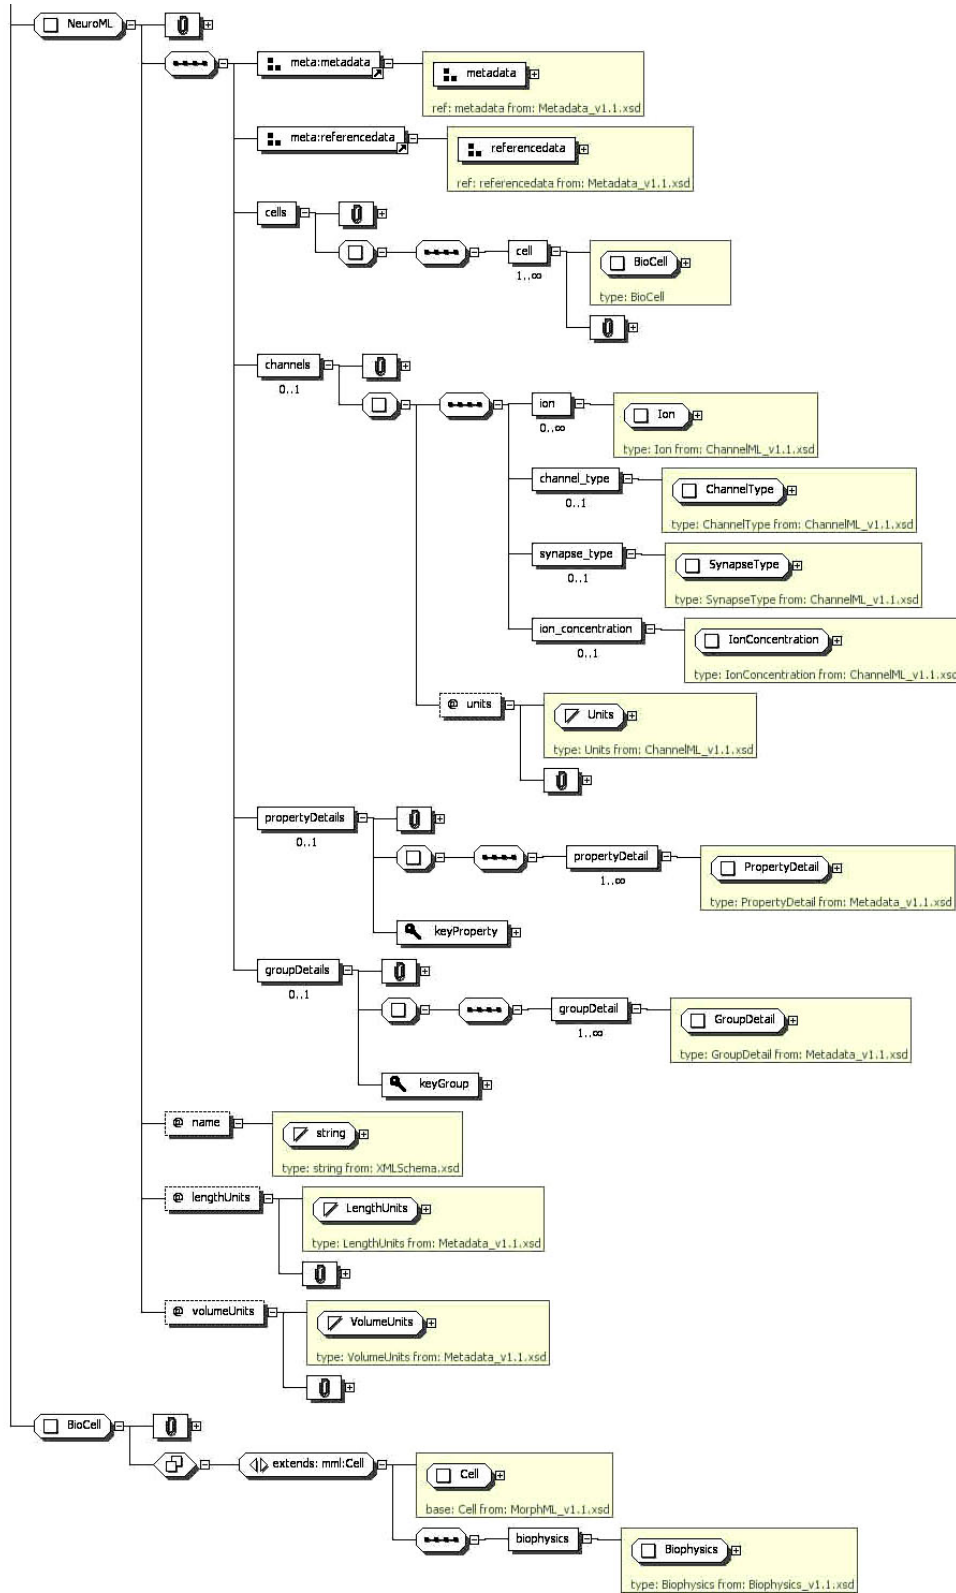 NeuroML
meta:metadata
metadata
ref: metadata from: Metadata_v1.1.xsd
meta:referencedata
referencedata
ref: referencedata from: Metadata_v1.1.xsd
cells
cell
1..∞
BioCell
type: BioCell
channels
0..1
ion
0..∞
Ion
type: Ion from: ChannelML_v1.1.xsd
channel_type
0..1
ChannelType
type: ChannelType from: ChannelML_v1.1.xsd
synapse_type
0..1
SynapseType
type: SynapseType from: ChannelML_v1.1.xsd
ion_concentration
0..1
IonConcentration
type: IonConcentration from: ChannelML_v1.1.xsd
@ units
Units
type: Units from: ChannelML_v1.1.xsd
propertyDetails
0..1
propertyDetail
1..∞
PropertyDetail
type: PropertyDetail from: Metadata_v1.1.xsd
keyProperty
groupDetails
0..1
groupDetail
1..∞
GroupDetail
type: GroupDetail from: Metadata_v1.1.xsd
keyGroup
@ name
string
type: string from: XMLSchema.xsd
@ lengthUnits
LengthUnits
type: LengthUnits from: Metadata_v1.1.xsd
@ volumeUnits
VolumeUnits
type: VolumeUnits from: Metadata_v1.1.xsd
BioCell
extends: mml:Cell
Cell
base: Cell from: MorphML_v1.1.xsd
biophysics
Biophysics
type: Biophysics from: Biophysics_v1.1.xsd